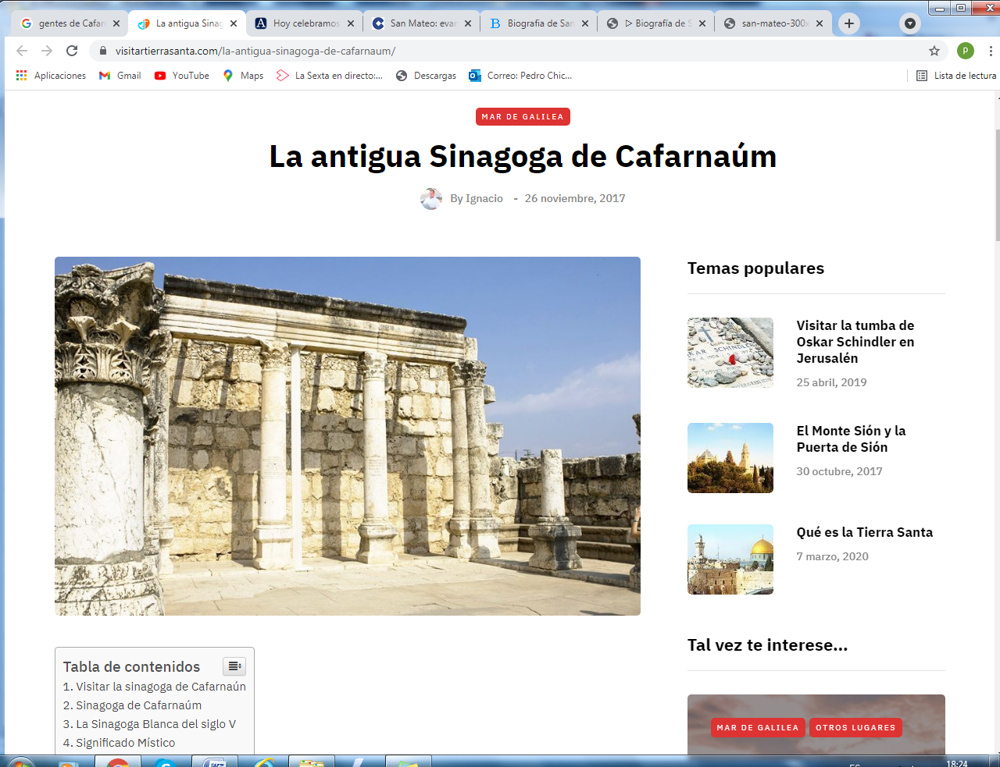 gentes de Cafar
La antigua Sinag
Hoy celebramos
San Mateo: evar
Biografia de San
▷ Biografía de S
san-mateo-300x
visitartierrasanta.com/la-antigua-sinagoga-de-cafarnaum/
p
Aplicaciones
Gmail
YouTube
Maps
La Sexta en directo:...
Descargas
Correo: Pedro Chic...
Lista de lectura
MAR DE GALILEA
La antigua Sinagoga de Cafarnaúm
By Ignacio - 26 noviembre, 2017
Temas populares
Visitar la tumba de
Oskar Schindler en
Jerusalén
25 abril, 2019
El Monte Sión y la
Puerta de Sión
30 octubre, 2017
Qué es la Tierra Santa
7 marzo, 2020
Tal vez te interese...
MAR DE GALILEA
OTROS LUGARES
Tabla de contenidos
1. Visitar la sinagoga de Cafarnaún
2. Sinagoga de Cafarnaúm
3. La Sinagoga Blanca del siglo V
4. Significado Místico
18:24